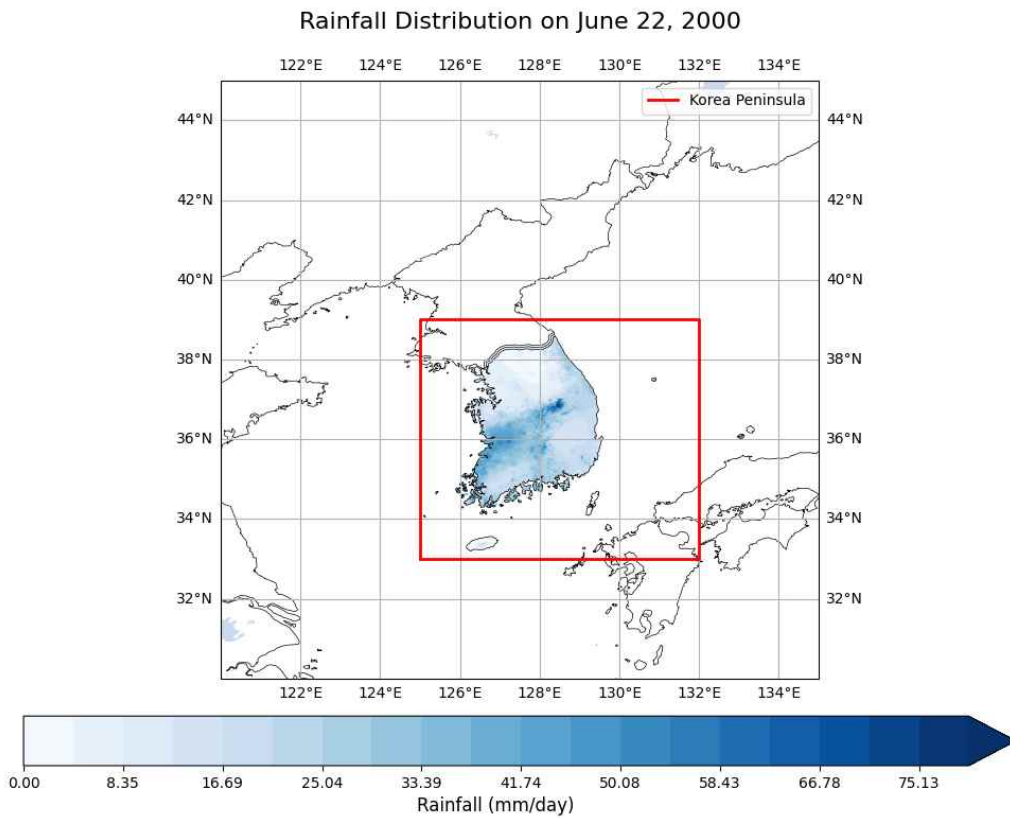 Rainfall Distribution on June 22, 2000
122°E 124°E 126°E 128°E 130°E 132°E 134°E
Korea Peninsula
44°N 44°N
42°N 42°N
40°N 40°N
38°N 38°N
36°N 36°N
34°N 34°N
32°N 32°N
122°E 124°E 126°E 128°E 130°E 132°E 134°E
0.00 8.35 16.69 25.04 33.39 41.74 50.08 58.43 66.78 75.13
Rainfall (mm/day)